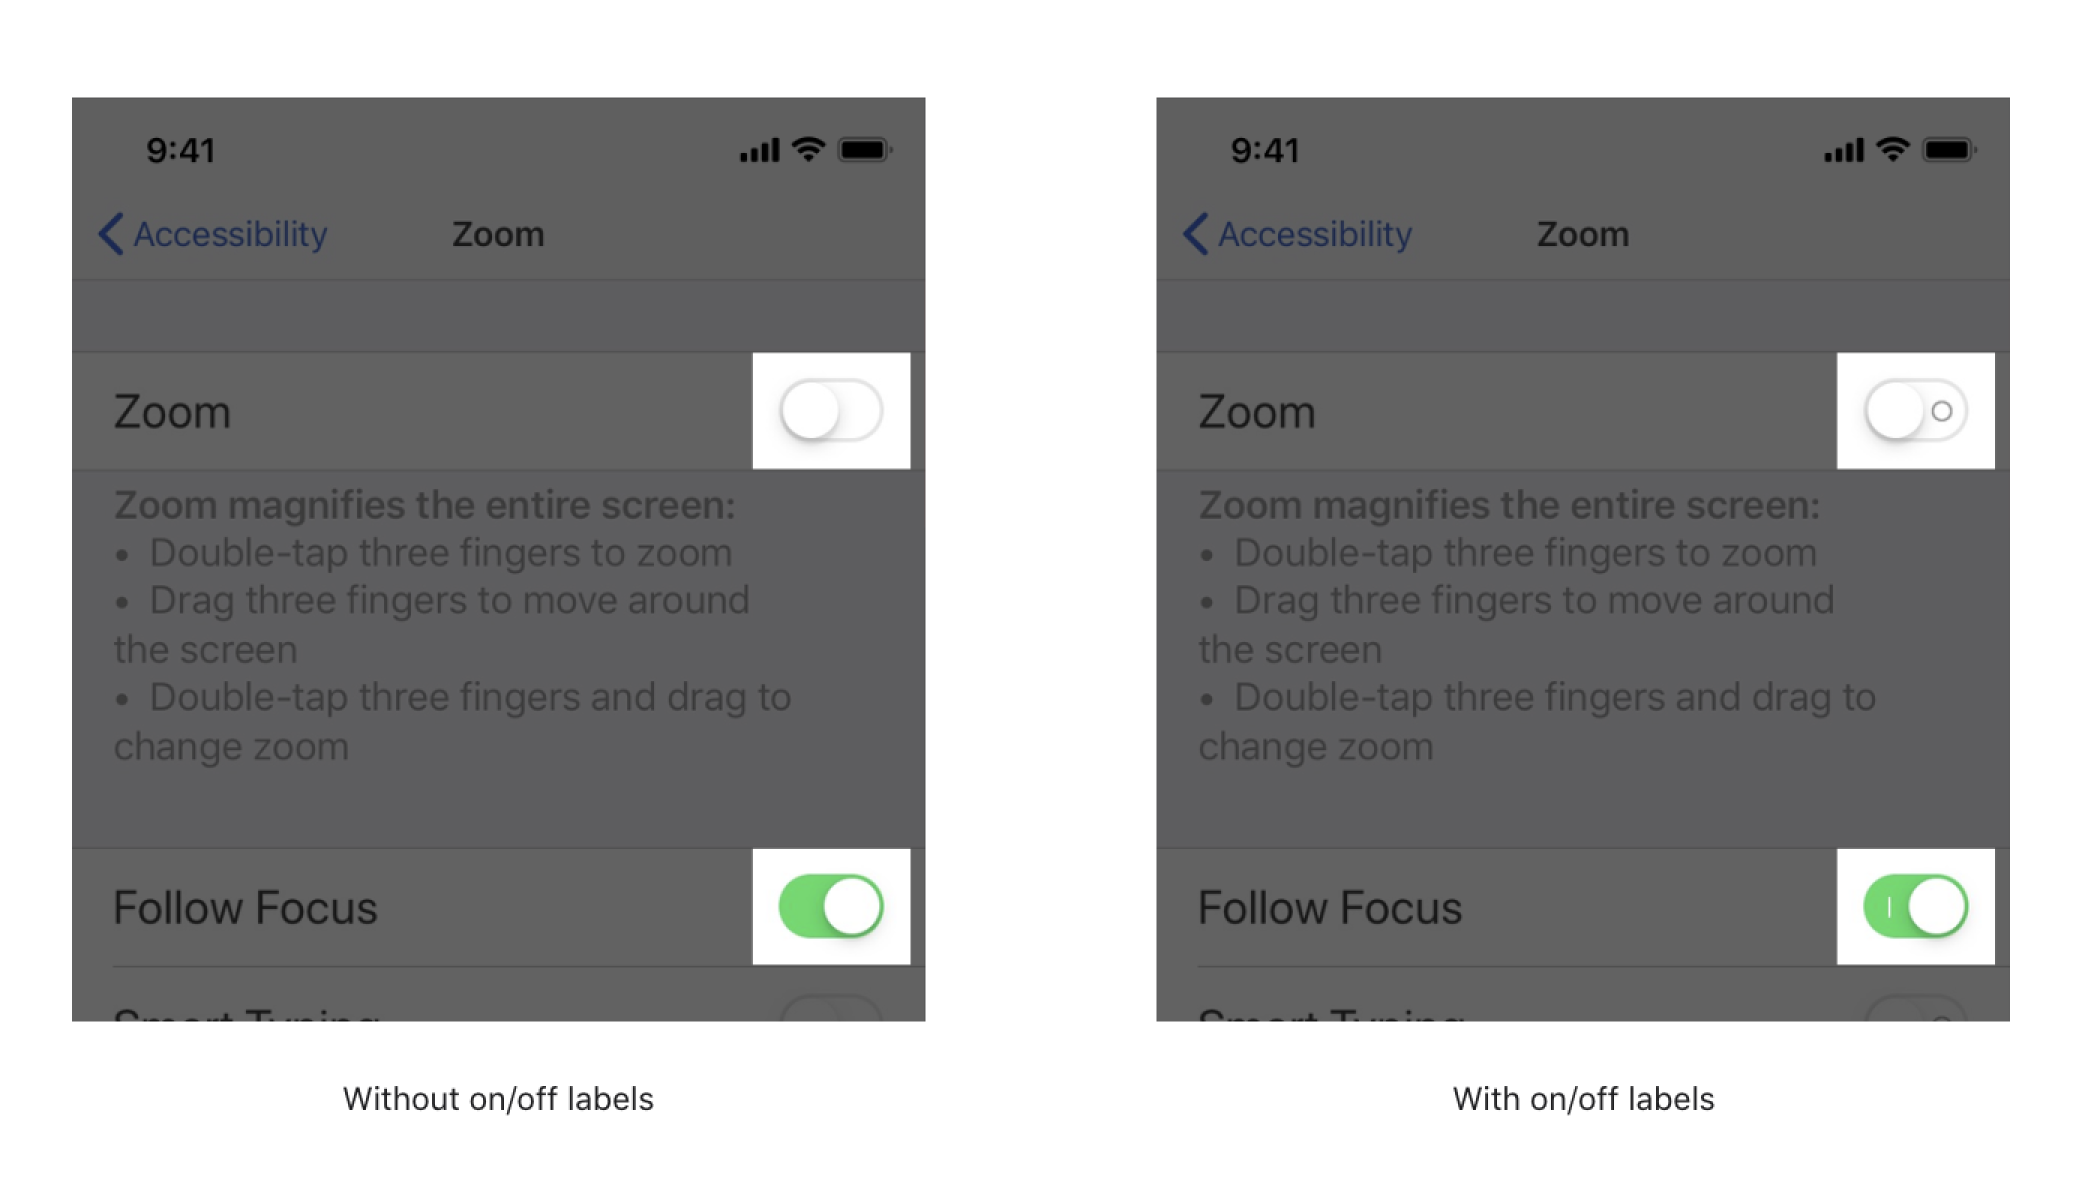 9:41
Accessibility
Zoom
Zoom
Zoom magnifies the entire screen:
• Double-tap three fingers to zoom
• Drag three fingers to move around
the screen
• Double-tap three fingers and drag to
change zoom
Follow Focus
Smart Typing
Without on/off labels
9:41
Accessibility
Zoom
Zoom
Zoom magnifies the entire screen:
• Double-tap three fingers to zoom
• Drag three fingers to move around
the screen
• Double-tap three fingers and drag to
change zoom
Follow Focus
Smart Typing
With on/off labels